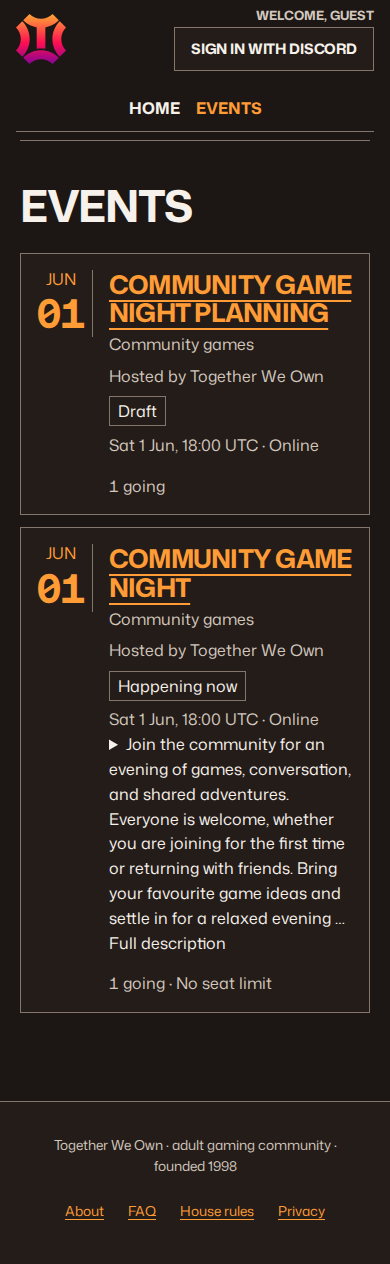 WELCOME, GUEST
SIGN IN WITH DISCORD
HOME EVENTS
EVENTS
JUN
01
COMMUNITY GAME
NIGHT PLANNING
Community games
Hosted by Together We Own
Draft
Sat 1 Jun, 18:00 UTC · Online
1 going
JUN
01
COMMUNITY GAME
NIGHT
Community games
Hosted by Together We Own
Happening now
Sat 1 Jun, 18:00 UTC · Online
Join the community for an
evening of games, conversation,
and shared adventures.
Everyone is welcome, whether
you are joining for the first time
or returning with friends. Bring
your favourite game ideas and
settle in for a relaxed evening ...
Full description
1 going · No seat limit
Together We Own · adult gaming community ·
founded 1998
About FAQ House rules Privacy